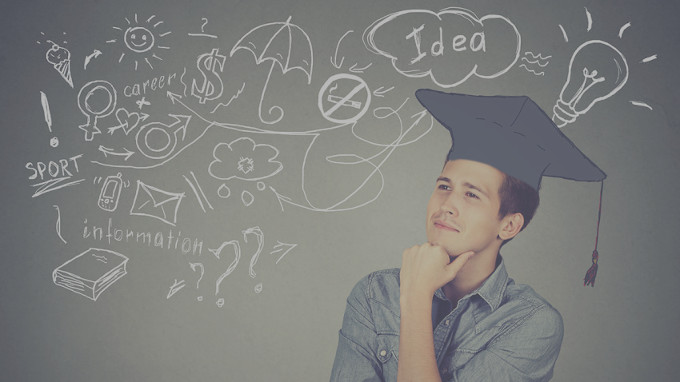 Idea
?
$
career
!
SPORT
information
? ? ?